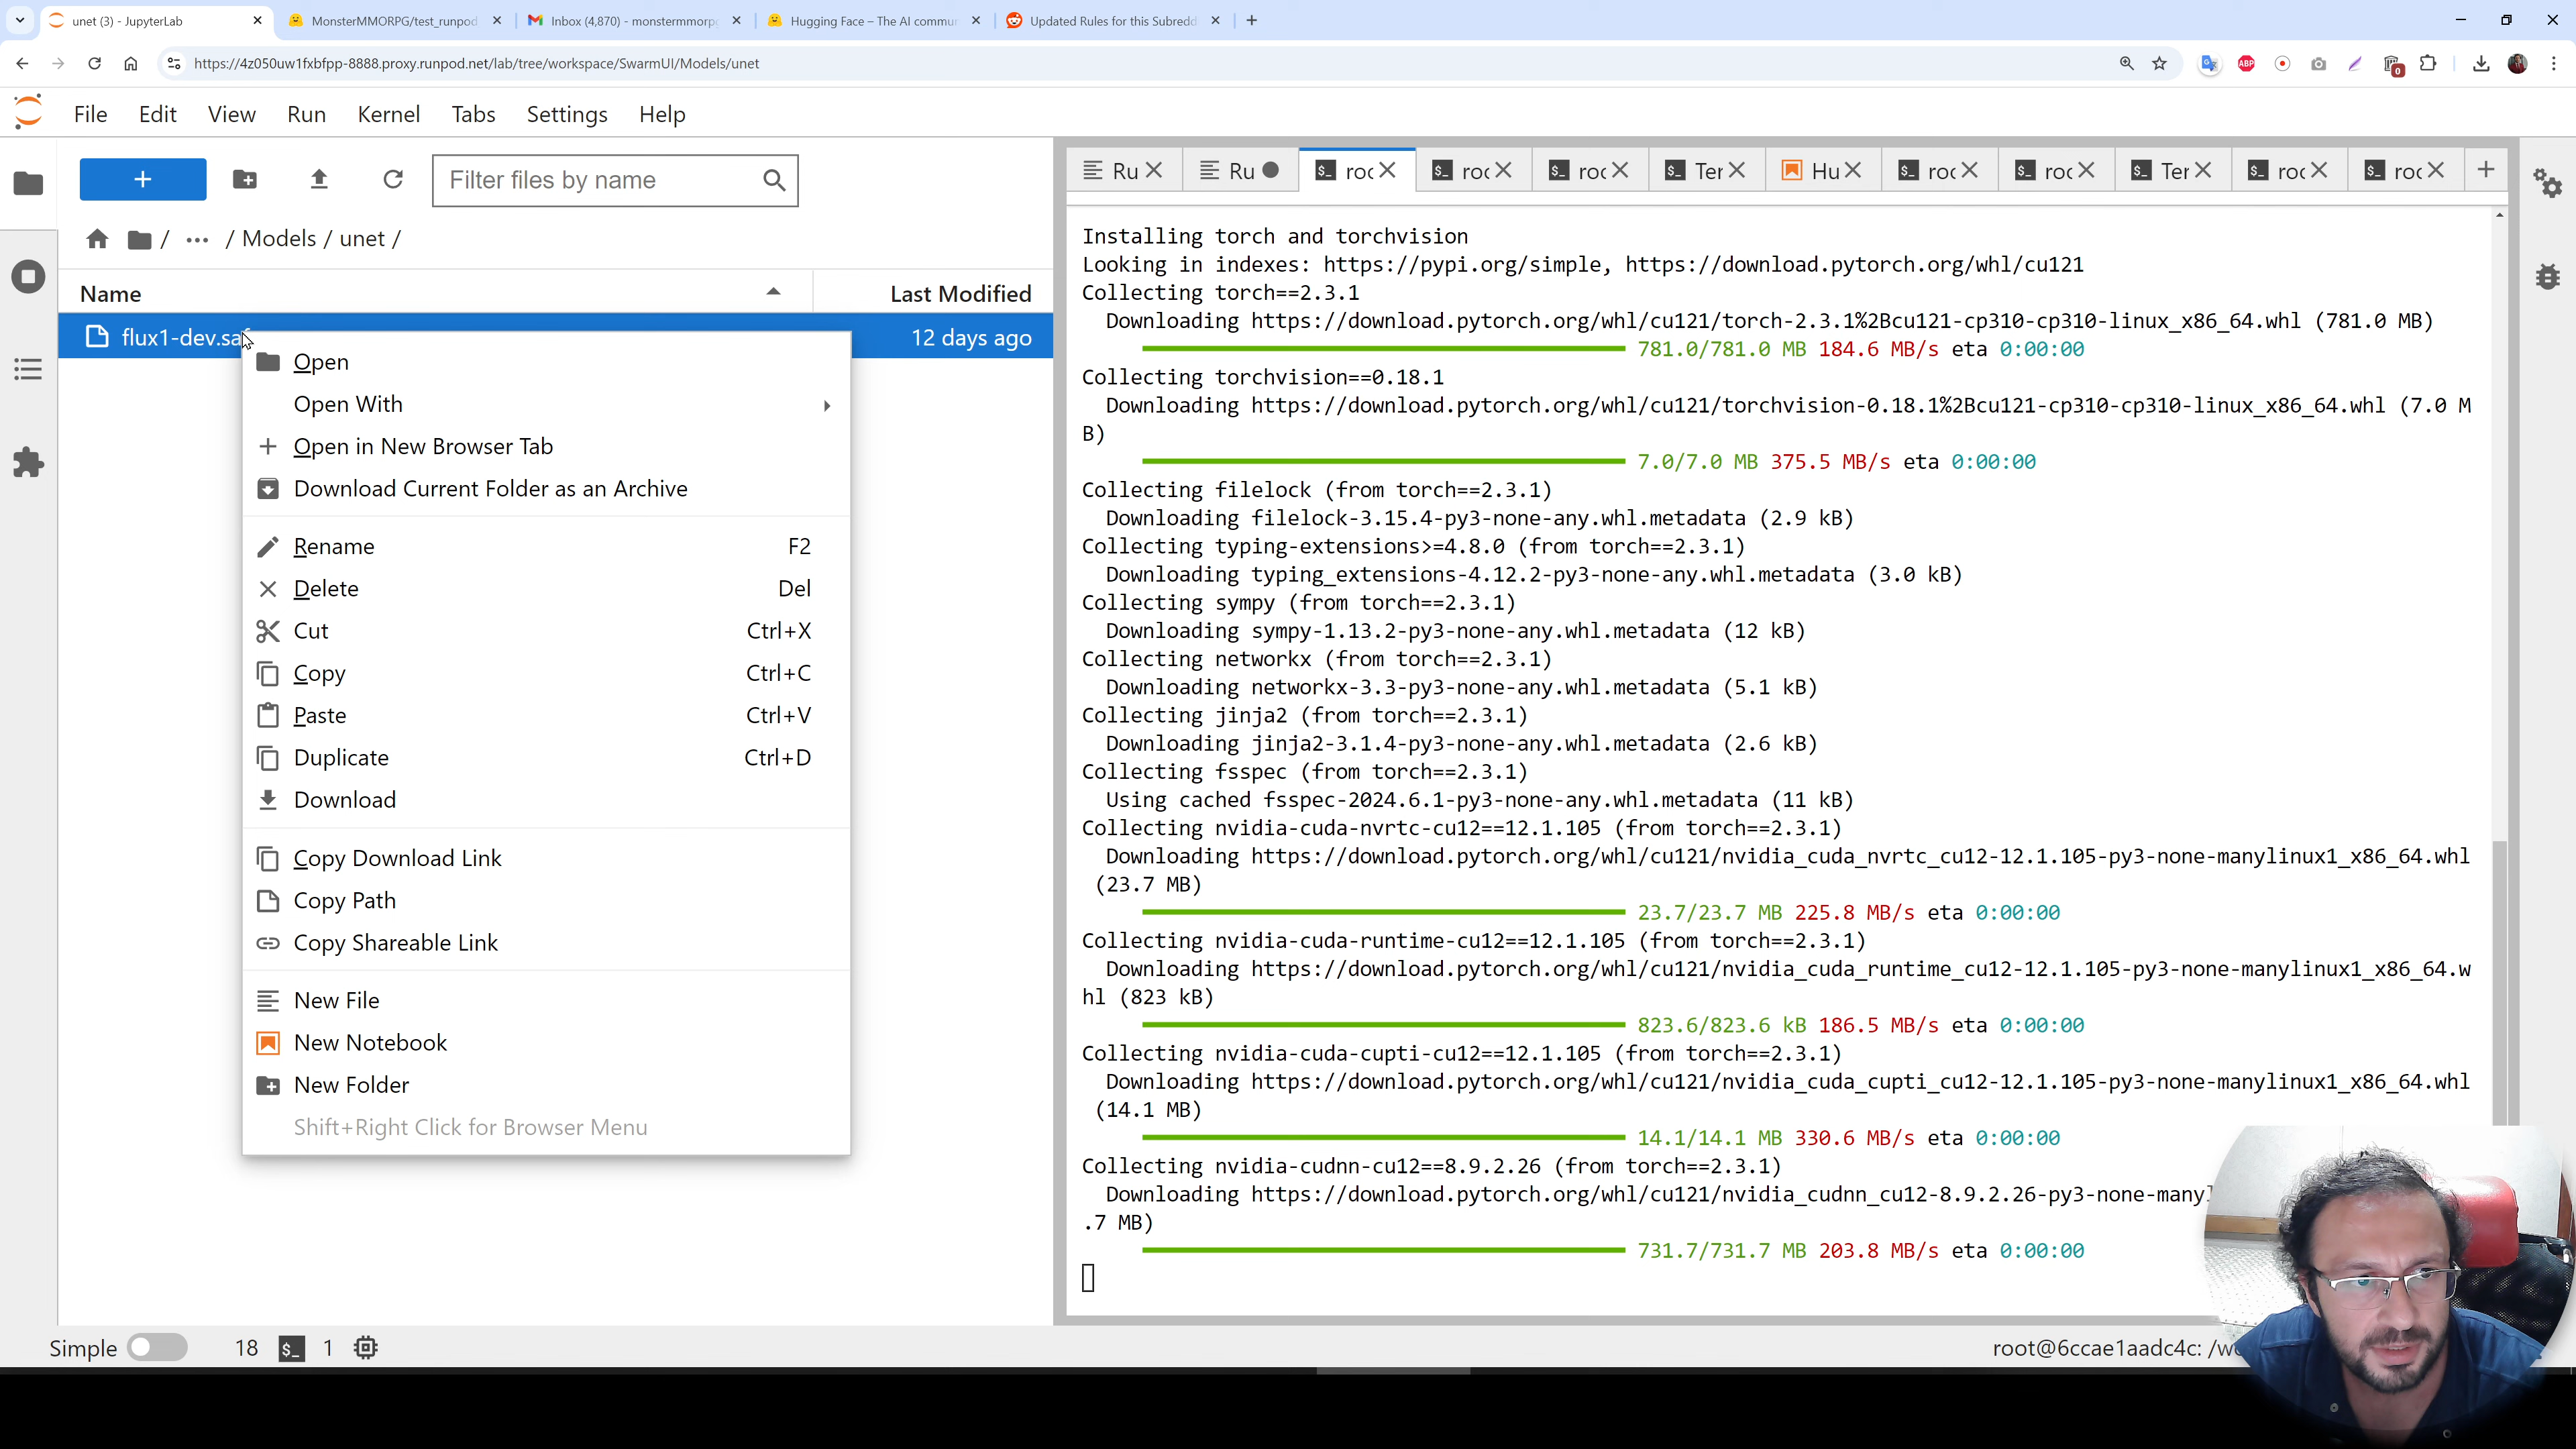 unet (3) - JupyterLab
MonsterMMORPG/test_runpod
Inbox (4,870) - monstermmorpg
Hugging Face – The AI commun
Updated Rules for this Subredd
https://4z050uw1fxbfpp-8888.proxy.runpod.net/lab/tree/workspace/SwarmUI/Models/unet
ABP
0
File Edit View Run Kernel Tabs Settings Help
Filter files by name
/ ··· / Models / unet /
Name Last Modified
flux1-dev.saf 12 days ago
Open
Open With
Open in New Browser Tab
Download Current Folder as an Archive
Rename F2
Delete Del
Cut Ctrl+X
Copy Ctrl+C
Paste Ctrl+V
Duplicate Ctrl+D
Download
Copy Download Link
Copy Path
Copy Shareable Link
New File
New Notebook
New Folder
Shift+Right Click for Browser Menu
Ru Ru roc roc roc Ter Hu roc roc Ter roc roc
Installing torch and torchvision
Looking in indexes: https://pypi.org/simple, https://download.pytorch.org/whl/cu121
Collecting torch==2.3.1
Downloading https://download.pytorch.org/whl/cu121/torch-2.3.1%2Bcu121-cp310-cp310-linux_x86_64.whl (781.0 MB)
781.0/781.0 MB 184.6 MB/s eta 0:00:00
Collecting torchvision==0.18.1
Downloading https://download.pytorch.org/whl/cu121/torchvision-0.18.1%2Bcu121-cp310-cp310-linux_x86_64.whl (7.0 M
B)
7.0/7.0 MB 375.5 MB/s eta 0:00:00
Collecting filelock (from torch==2.3.1)
Downloading filelock-3.15.4-py3-none-any.whl.metadata (2.9 kB)
Collecting typing-extensions>=4.8.0 (from torch==2.3.1)
Downloading typing_extensions-4.12.2-py3-none-any.whl.metadata (3.0 kB)
Collecting sympy (from torch==2.3.1)
Downloading sympy-1.13.2-py3-none-any.whl.metadata (12 kB)
Collecting networkx (from torch==2.3.1)
Downloading networkx-3.3-py3-none-any.whl.metadata (5.1 kB)
Collecting jinja2 (from torch==2.3.1)
Downloading jinja2-3.1.4-py3-none-any.whl.metadata (2.6 kB)
Collecting fsspec (from torch==2.3.1)
Using cached fsspec-2024.6.1-py3-none-any.whl.metadata (11 kB)
Collecting nvidia-cuda-nvrtc-cu12==12.1.105 (from torch==2.3.1)
Downloading https://download.pytorch.org/whl/cu121/nvidia_cuda_nvrtc_cu12-12.1.105-py3-none-manylinux1_x86_64.whl
(23.7 MB)
23.7/23.7 MB 225.8 MB/s eta 0:00:00
Collecting nvidia-cuda-runtime-cu12==12.1.105 (from torch==2.3.1)
Downloading https://download.pytorch.org/whl/cu121/nvidia_cuda_runtime_cu12-12.1.105-py3-none-manylinux1_x86_64.w
hl (823 kB)
823.6/823.6 kB 186.5 MB/s eta 0:00:00
Collecting nvidia-cuda-cupti-cu12==12.1.105 (from torch==2.3.1)
Downloading https://download.pytorch.org/whl/cu121/nvidia_cuda_cupti_cu12-12.1.105-py3-none-manylinux1_x86_64.whl
(14.1 MB)
14.1/14.1 MB 330.6 MB/s eta 0:00:00
Collecting nvidia-cudnn-cu12==8.9.2.26 (from torch==2.3.1)
Downloading https://download.pytorch.org/whl/cu121/nvidia_cudnn_cu12-8.9.2.26-py3-none-manyl
.7 MB)
731.7/731.7 MB 203.8 MB/s eta 0:00:00
Simple 18 $_ 1
root@6ccae1aadc4c: /wo